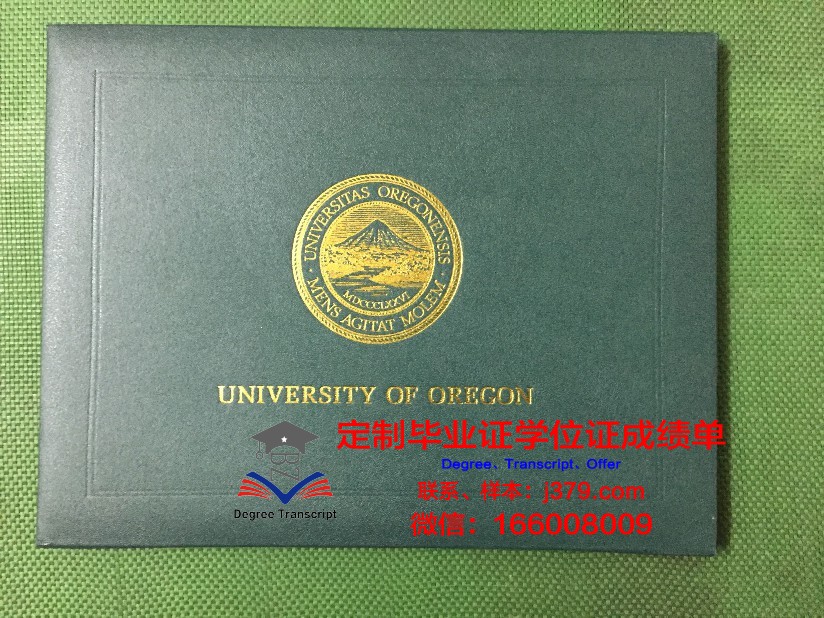 UNIVERSITAS OREGONENSIS
MDCCCLXXVI
MENS AGITAT MOLEM
UNIVERSITY OF OREGON
定制毕业证学位证成绩单
Degree、Transcript、Offer
联系、样本：j379.com
微信：166008009
Degree Transcript